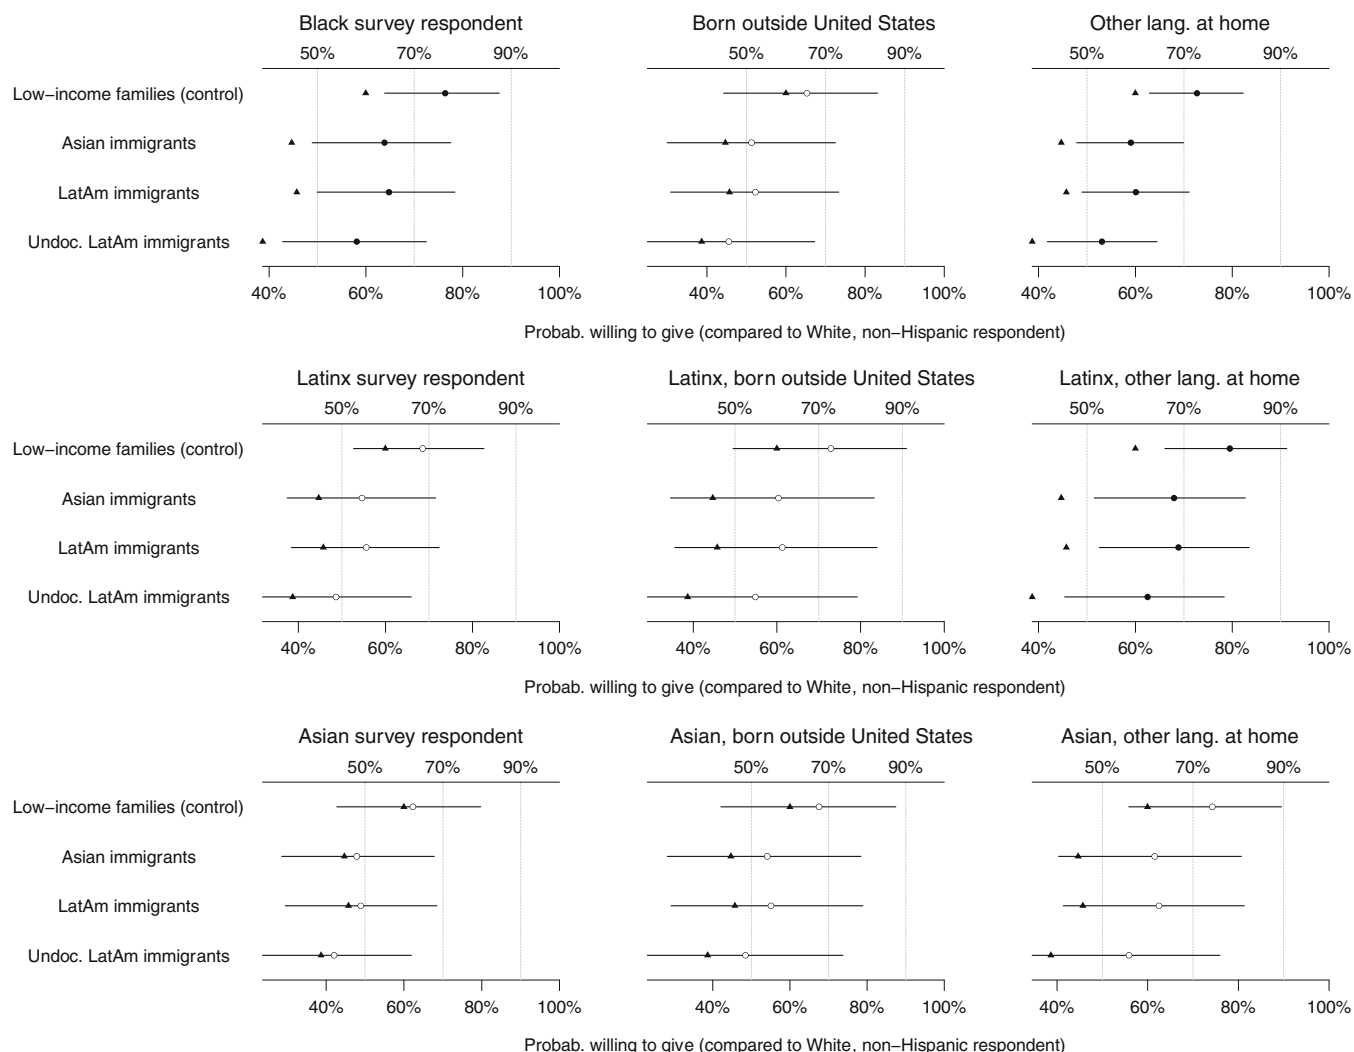 Black survey respondent Born outside United States Other lang. at home
50% 70% 90% 50% 70% 90% 50% 70% 90%
Low−income families (control)
Asian immigrants
LatAm immigrants
Undoc. LatAm immigrants
40% 60% 80% 100% 40% 60% 80% 100% 40% 60% 80% 100%
Probab. willing to give (compared to White, non−Hispanic respondent)
Latinx survey respondent Latinx, born outside United States Latinx, other lang. at home
50% 70% 90% 50% 70% 90% 50% 70% 90%
Low−income families (control)
Asian immigrants
LatAm immigrants
Undoc. LatAm immigrants
40% 60% 80% 100% 40% 60% 80% 100% 40% 60% 80% 100%
Probab. willing to give (compared to White, non−Hispanic respondent)
Asian survey respondent Asian, born outside United States Asian, other lang. at home
50% 70% 90% 50% 70% 90% 50% 70% 90%
Low−income families (control)
Asian immigrants
LatAm immigrants
Undoc. LatAm immigrants
40% 60% 80% 100% 40% 60% 80% 100% 40% 60% 80% 100%
Probab. willing to give (compared to White, non−Hispanic respondent)